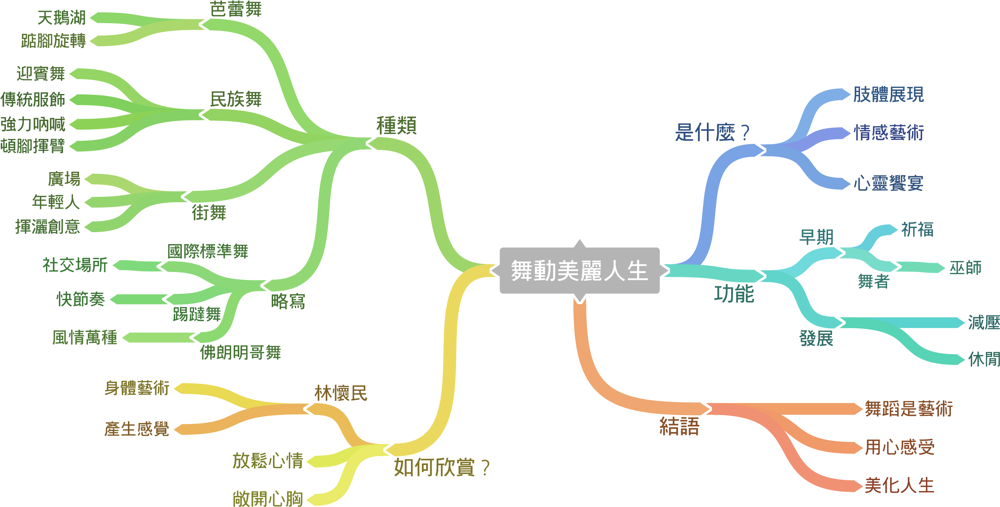 舞動美麗人生
是什麼？
肢體展現
情感藝術
心靈饗宴
功能
早期
祈福
舞者
巫師
發展
減壓
休閒
結語
舞蹈是藝術
用心感受
美化人生
如何欣賞？
林懷民
身體藝術
產生感覺
放鬆心情
敞開心胸
種類
芭蕾舞
天鵝湖
踮腳旋轉
民族舞
迎賓舞
傳統服飾
強力吶喊
頓腳揮臂
街舞
廣場
年輕人
揮灑創意
略寫
國際標準舞
社交場所
踢躂舞
快節奏
佛朗明哥舞
風情萬種